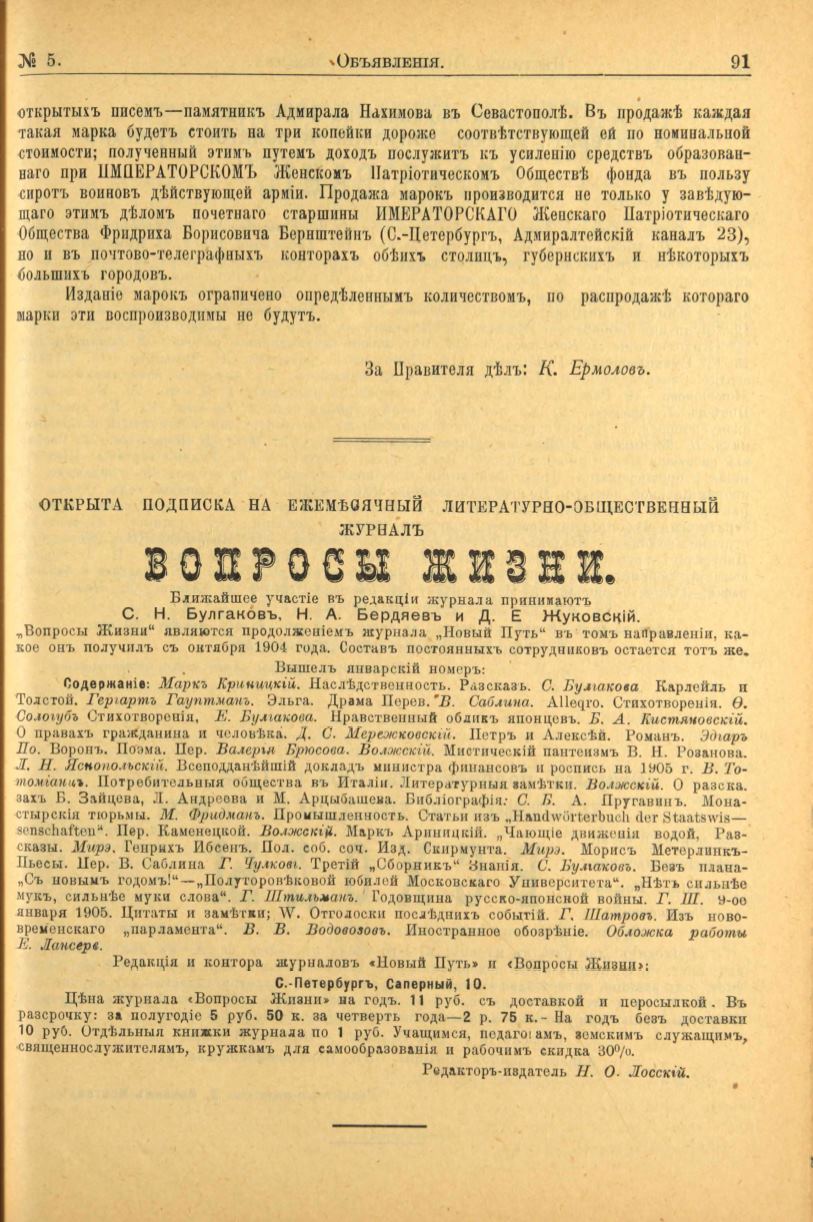 № 5.
Объявленія.
91
открытыхъ писемъ—памятникъ Адмирала Нахимова въ Севастополѣ. Въ продажѣ каждая
такая марка будетъ стоить на три копейки дороже соотвѣтствующей ей по номинальной
стоимости; полученный этимъ путемъ доходъ послужитъ къ усиленію средствъ образован-
наго при ИМПЕРАТОРСКОМЪ Женскомъ Патріотическомъ Обществѣ фонда въ пользу
сиротъ воиновъ дѣйствующей арміи. Продажа марокъ производится не только у завѣдую-
щаго этимъ дѣломъ почетнаго старшины ИМЕРАТОРСКАГО Женскаго Патріотическаго
Общества Фридриха Борисовича Бернштейнъ (С.-Петербургъ, Адмиралтейскій каналъ 23),
но и въ почтово-телеграфныхъ конторахъ обѣихъ столицъ, губернскихъ и нѣкоторыхъ
большихъ городовъ.
Изданіе марокъ ограничено опредѣленнымъ количествомъ, по распродажѣ котораго
марки эти воспроизводимы не будутъ.
За Правителя дѣлъ: К. Ермоловъ.
ОТКРЫТА ПОДПИСКА НА ЕЖЕМѢСЯЧНЫЙ ЛИТЕРАТУРНО-ОБЩЕСТВЕННЫЙ
ЖУРНАЛЪ
ВОПРОСЫ ЖИЗНИ.
Ближайшее участіе въ редакціи журнала принимаютъ
С. Н. Булгаковъ, Н. А. Бердяев и Д. Е Жуковскій.
„Вопросы Жизни“ являются продолженіемъ журнала „Новый Путь“ въ томъ направленіи, ка-
кое онъ получилъ съ октября 1904 года. Составъ постоянныхъ сотрудниковъ остается тотъ же.
Вышелъ январскій номеръ:
Содержаніе: Маркъ Криницкій. Наслѣдственность. Разсказъ. С. Булгакова Карлейль и
Толстой. Гергартъ Гауптманъ. Эльга. Драма Перев. В. Саблина. Allegro. Стихотворенія. Ѳ.
Сологубъ Стихотворенія, Е. Булгакова. Нравственный обликъ японцевъ. Б. А. Кистяновскій.
О правахъ гражданина и человѣка. Д. С. Мережковскій. Петръ и Алексѣй. Романъ. Эдгаръ
По. Воронъ. Поэма. Пер. Валерія Брюсова. Волжскій. Мистическій пантеизмъ В. Н. Розанова.
Л. Н. Яснопольскій. Всеподданѣйшій докладъ министра финансовъ и роспись на 1905 г. В. То-
томіанцъ. Потребительныя общества въ Италіи. Литературныя замѣтки. Волжскій. О разска.
захъ Б. Зайцева, Л. Андреева и М. Арцыбашева. Библіографія: С. Б. А. Пругавинъ. Мона-
стырскія тюрьмы. М. Фридманъ. Промышленность. Статьи изъ „Handwörterbuch der Staatswis—
senschaften“. Пер. Каменецкой. Волжскій. Маркъ Ариницкій. „Чающіе движенія водой, Раз-
сказы. Мирэ. Генрихъ Ибсенъ. Пол. соб. соч. Изд. Скирмунта. Мирэ. Морисъ Метерлинкъ-
Пьесы. Пер. В. Саблина Г. Чулковъ. Третій „Сборникъ“ Знанія. С. Булгаковъ. Безъ плана-
„Съ новымъ годомъ!“—„Полуторовѣковой юбилей Московскаго Университета“. „Нѣтъ сильнѣе
мукъ, сильнѣе муки слова“. Г. Штильманъ. Годовщина русско-японской войны. Г. Ш. 9-ое
января 1905. Цитаты и замѣтки; W. Отголоски послѣднихъ событій. Г. Шатровъ. Изъ ново-
временскаго „парламента“. В. В. Водовозовъ. Иностранное обозрѣніе. Обложка работы
Е. Лансере.
Редакція и контора журналовъ «Новый Путь» и «Вопросы Жизни»:
С.-Петербургъ, Саперный, 10.
Цѣна журнала «Вопросы Жизни» на годъ. 11 руб. съ доставкой и пересылкой. Въ
разсрочку: за полугодіе 5 руб. 50 к. за четверть года—2 р. 75 к.- На годъ безъ доставки
10 руб. Отдѣльныя книжки журнала по 1 руб. Учащимся, педагогамъ, земскимъ служащимъ,
священнослужителямъ, кружкамъ для самообразованія и рабочимъ скидка 30%.
Редакторъ-издатель Н. О. Лосскій.